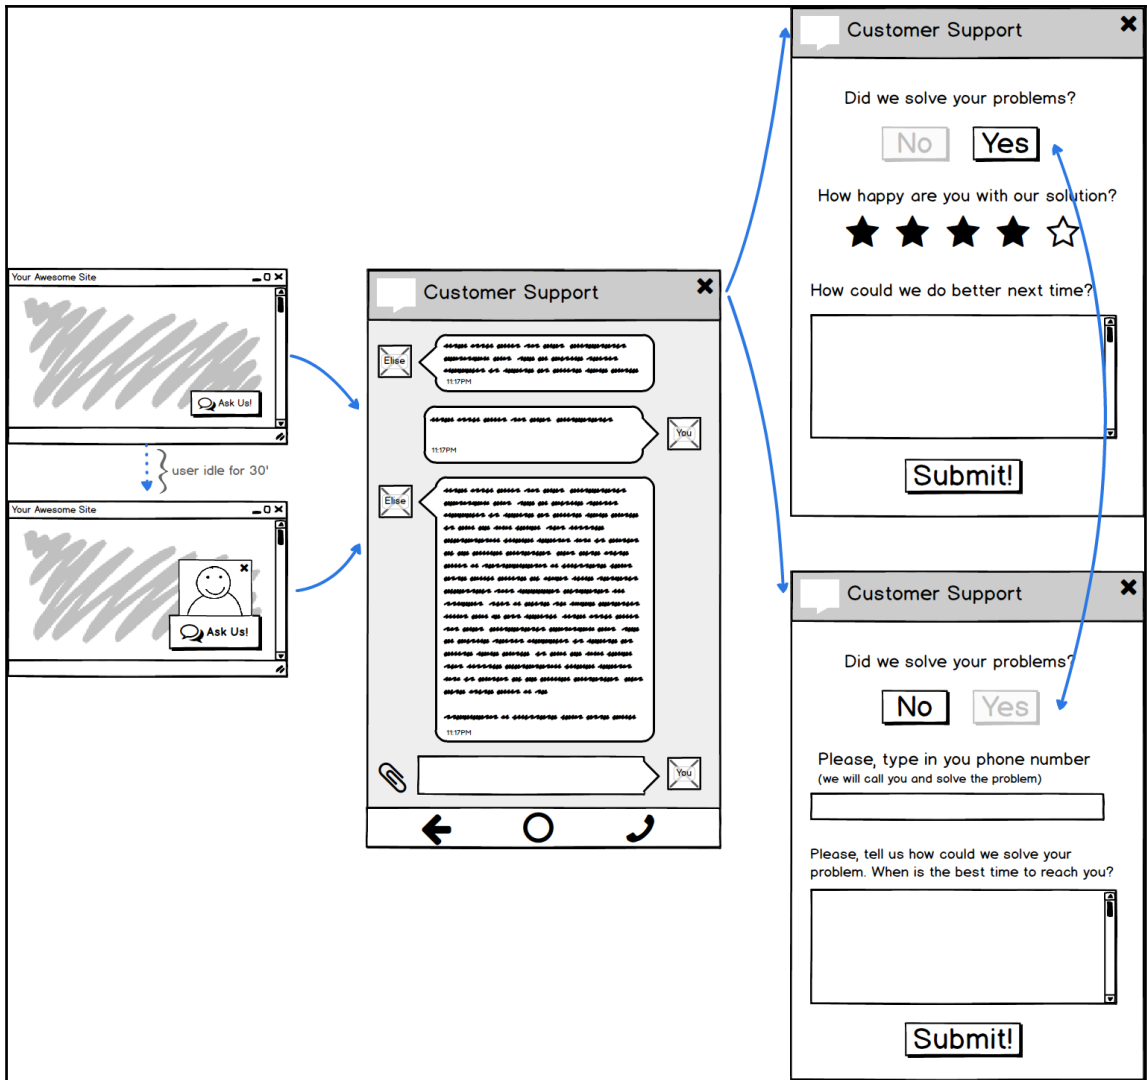 Your Awesome Site
Ask Us!
user idle for 30'
Your Awesome Site
Ask Us!
Customer Support
Elise
11:17PM
You
11:17PM
Elise
11:17PM
You
Customer Support
Did we solve your problems?
No Yes
How happy are you with our solution?
How could we do better next time?
Submit!
Customer Support
Did we solve your problems?
No Yes
Please, type in you phone number
(we will call you and solve the problem)
Please, tell us how could we solve your
problem. When is the best time to reach you?
Submit!